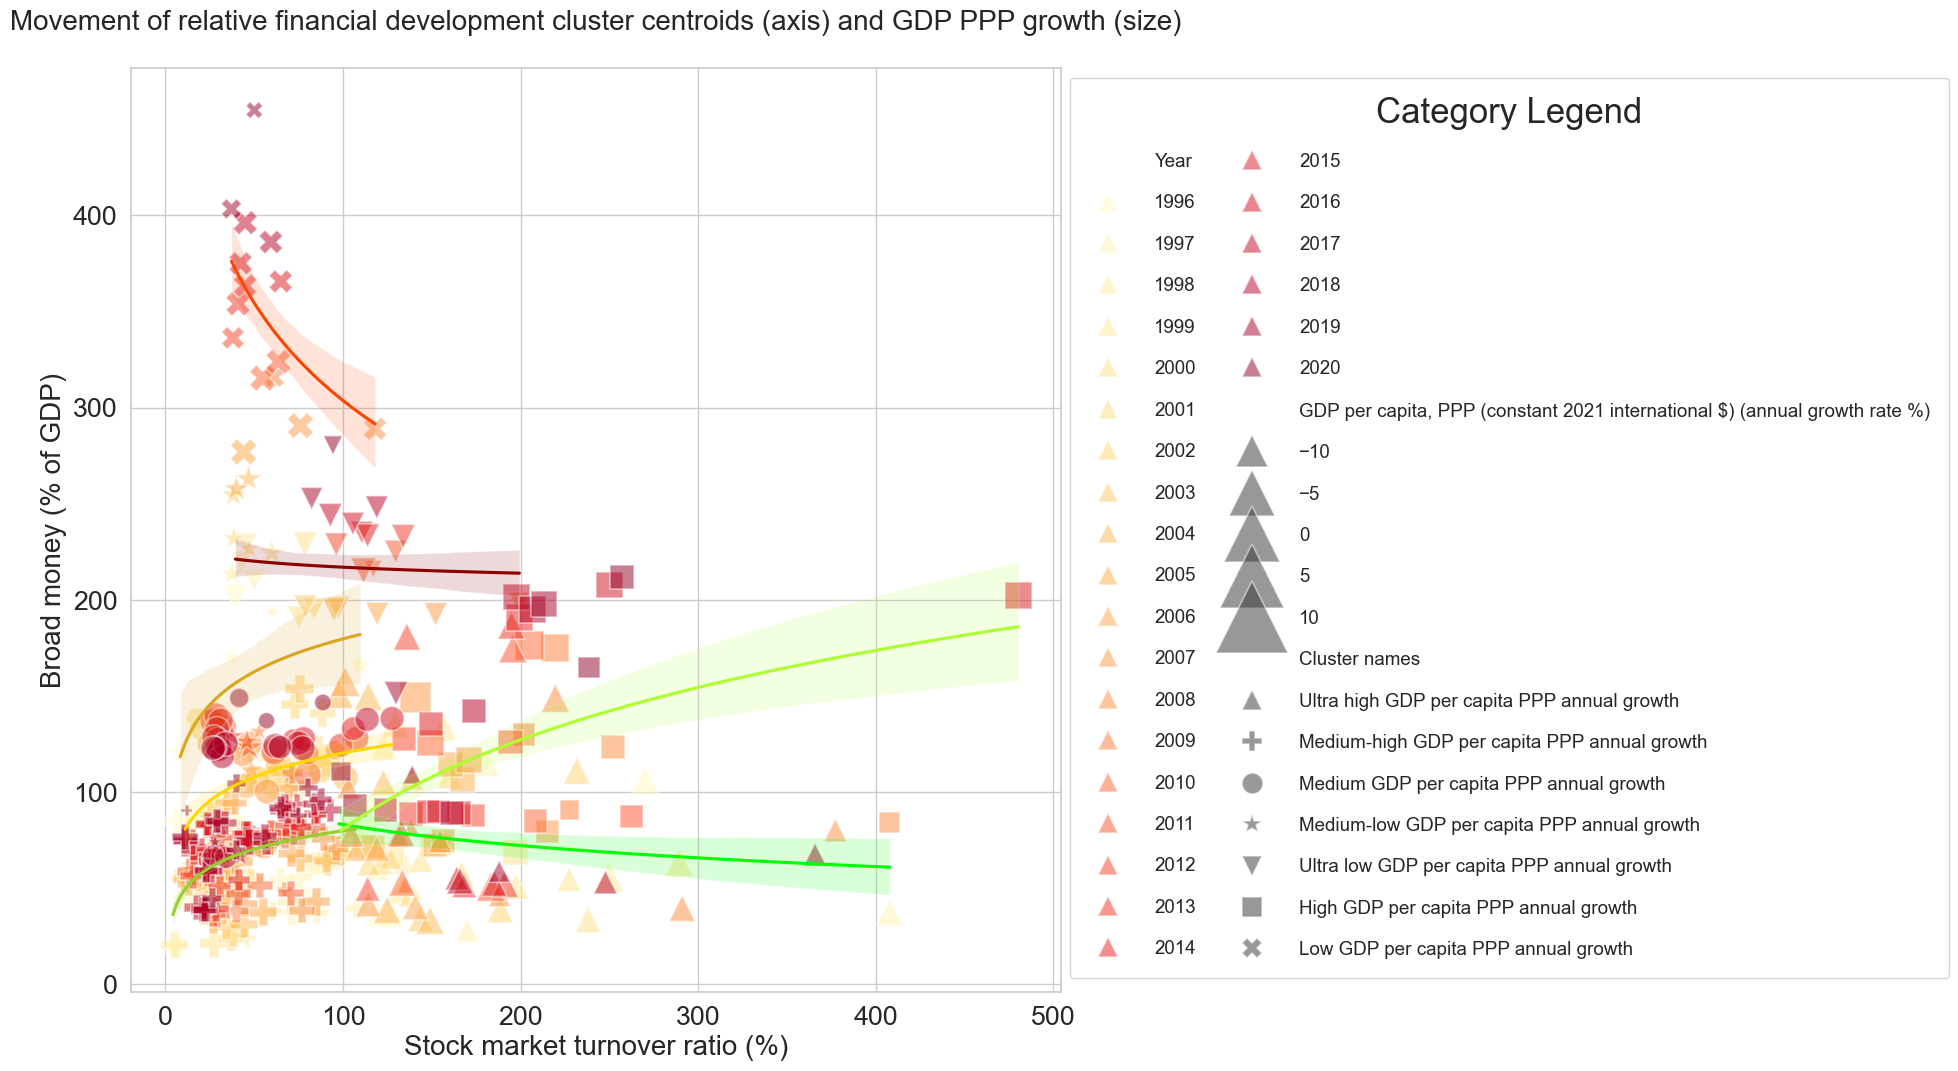 Movement of relative financial development cluster centroids (axis) and GDP PPP growth (size)
Broad money (% of GDP)
400
300
200
100
0
0
100
200
300
400
500
Stock market turnover ratio (%)
Category Legend
Year
1996
1997
1998
1999
2000
2001
2002
2003
2004
2005
2006
2007
2008
2009
2010
2011
2012
2013
2014
2015
2016
2017
2018
2019
2020
GDP per capita, PPP (constant 2021 international $) (annual growth rate %)
−10
−5
0
5
10
Cluster names
Ultra high GDP per capita PPP annual growth
Medium-high GDP per capita PPP annual growth
Medium GDP per capita PPP annual growth
Medium-low GDP per capita PPP annual growth
Ultra low GDP per capita PPP annual growth
High GDP per capita PPP annual growth
Low GDP per capita PPP annual growth